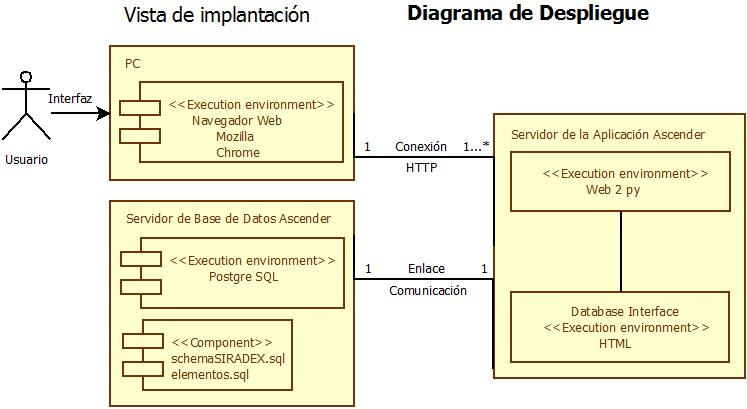 Vista de implantación
Diagrama de Despliegue
PC
<<Execution environment>>
Navegador Web
Mozilla
Chrome
Interfaz
Usuario
1
Conexión
1...*
HTTP
Servidor de la Aplicación Ascender
<<Execution environment>>
Web 2 py
Servidor de Base de Datos Ascender
<<Execution environment>>
Postgre SQL
1
Enlace
1
Comunicación
Database Interface
<<Execution environment>>
HTML
<<Component>>
schemaSIRADEX.sql
elementos.sql